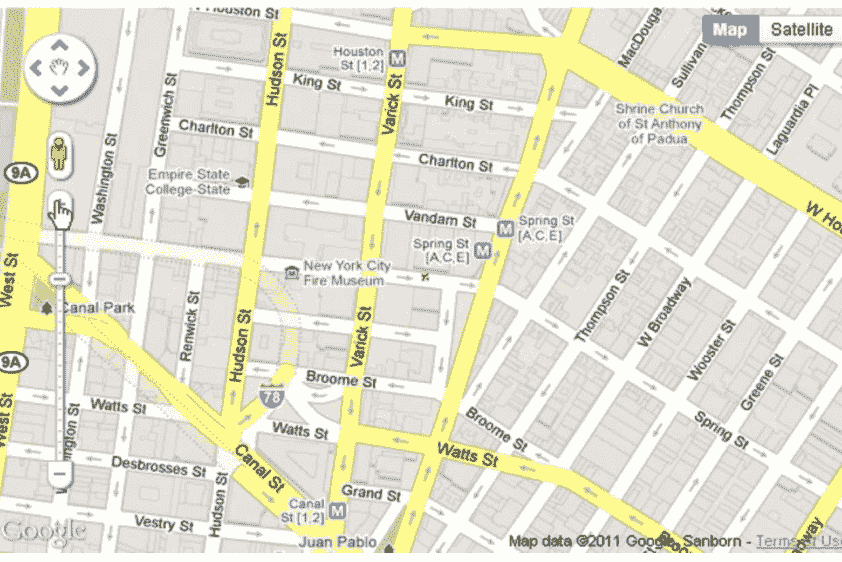 W Houston St
Map
Satellite
MacDouga
Sullivan
Thompson St
Laguardia Pl
Houston
St [1,2]
Hudson St
Varick St
King St
King St
Greenwich St
Charlton St
Charlton St
Shrine Church
of St Anthony
of Padua
9A
Washington St
Empire State
College-State
Vandam St
Spring St
[A,C,E]
Spring St
[A,C,E]
W Hou
West St
New York City
Fire Museum
Canal Park
Renwick St
Hudson St
Varick St
Thompson St
W Broadway
Wooster St
Greene St
9A
78
Broome St
Broome St
Spring St
West St
Watts St
Watts St
Watts St
Desbrosses St
Canal St
Hudson St
Grand St
Canal
St [1,2]
Vestry St
Juan Pablo
Google
Map data ©2011 Google, Sanborn - Terms of Use